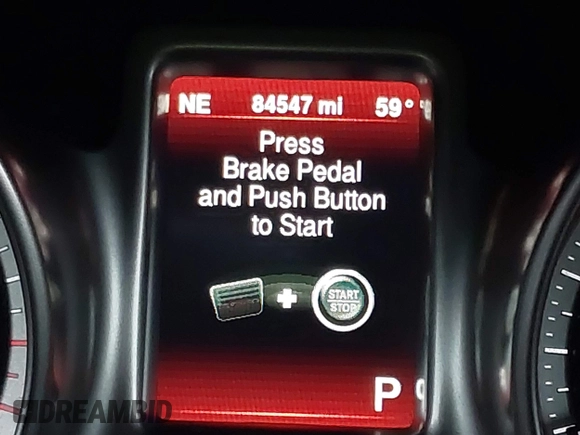 NE 84547 mi 59°
Press
Brake Pedal
and Push Button
to Start
START
STOP
P
DREAMBID